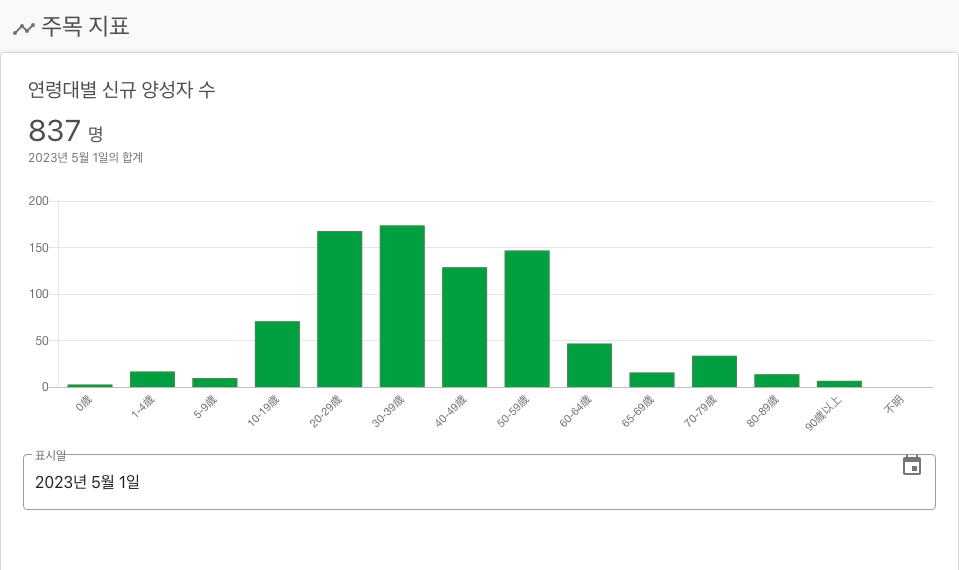 주목 지표
연령대별 신규 양성자 수
837 명
2023년 5월 1일의 합계
200
150
100
50
0
0歳
1-4歳
5-9歳
10-19歳
20-29歳
30-39歳
40-49歳
50-59歳
60-64歳
65-69歳
70-79歳
80-89歳
90歳以上
不明
표시일
2023년 5월 1일